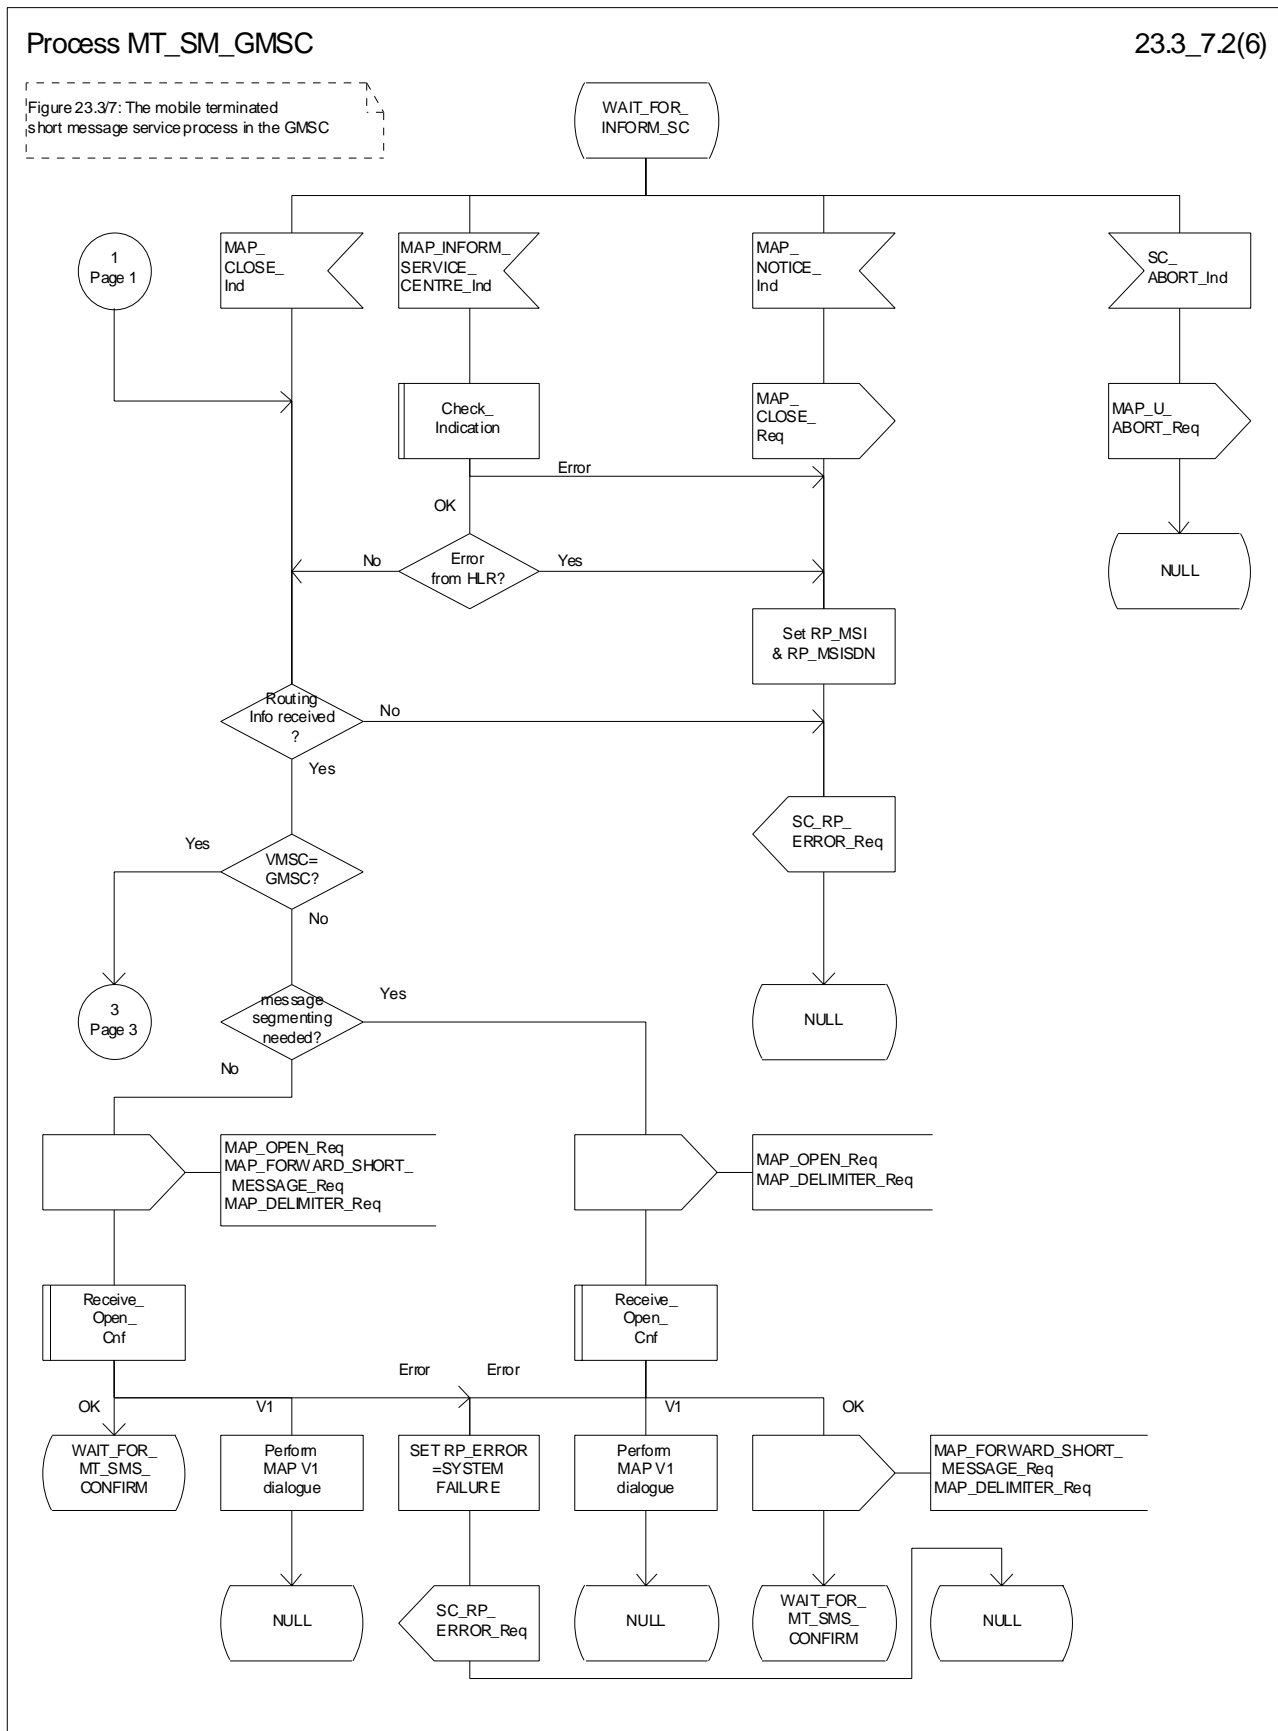 Process MT_SM_GMSC
23.3_7.2(6)
Figure 23.3/7: The mobile terminated
short message service process in the GMSC
WAIT_FOR_
INFORM_SC
1
Page 1
MAP_
CLOSE_
Ind
MAP_INFORM_
SERVICE_
CENTRE_Ind
MAP_
NOTICE_
Ind
SC_
ABORT_Ind
Check_
Indication
MAP_
CLOSE_
Req
MAP_U_
ABORT_Req
Error
OK
No
Error
from HLR?
Yes
NULL
Set RP_MSI
& RP_MSISDN
Routing
Info received
?
No
Yes
SC_RP_
ERROR_Req
Yes
VMSC=
GMSC?
No
3
Page 3
message
segmenting
needed?
Yes
NULL
No
MAP_OPEN_Req
MAP_FORWARD_SHORT_
MESSAGE_Req
MAP_DELIMITER_Req
MAP_OPEN_Req
MAP_DELIMITER_Req
Receive_
Open_
Cnf
Receive_
Open_
Cnf
Error
Error
OK
V1
V1
OK
WAIT_FOR_
MT_SMS_
CONFIRM
Perform
MAP V1
dialogue
SET RP_ERROR
=SYSTEM
FAILURE
Perform
MAP V1
dialogue
MAP_FORWARD_SHORT_
MESSAGE_Req
MAP_DELIMITER_Req
NULL
SC_RP_
ERROR_Req
NULL
WAIT_FOR_
MT_SMS_
CONFIRM
NULL